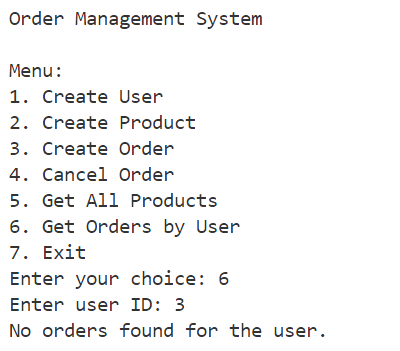 Order Management System
Menu:
1. Create User
2. Create Product
3. Create Order
4. Cancel Order
5. Get All Products
6. Get Orders by User
7. Exit
Enter your choice: 6
Enter user ID: 3
No orders found for the user.